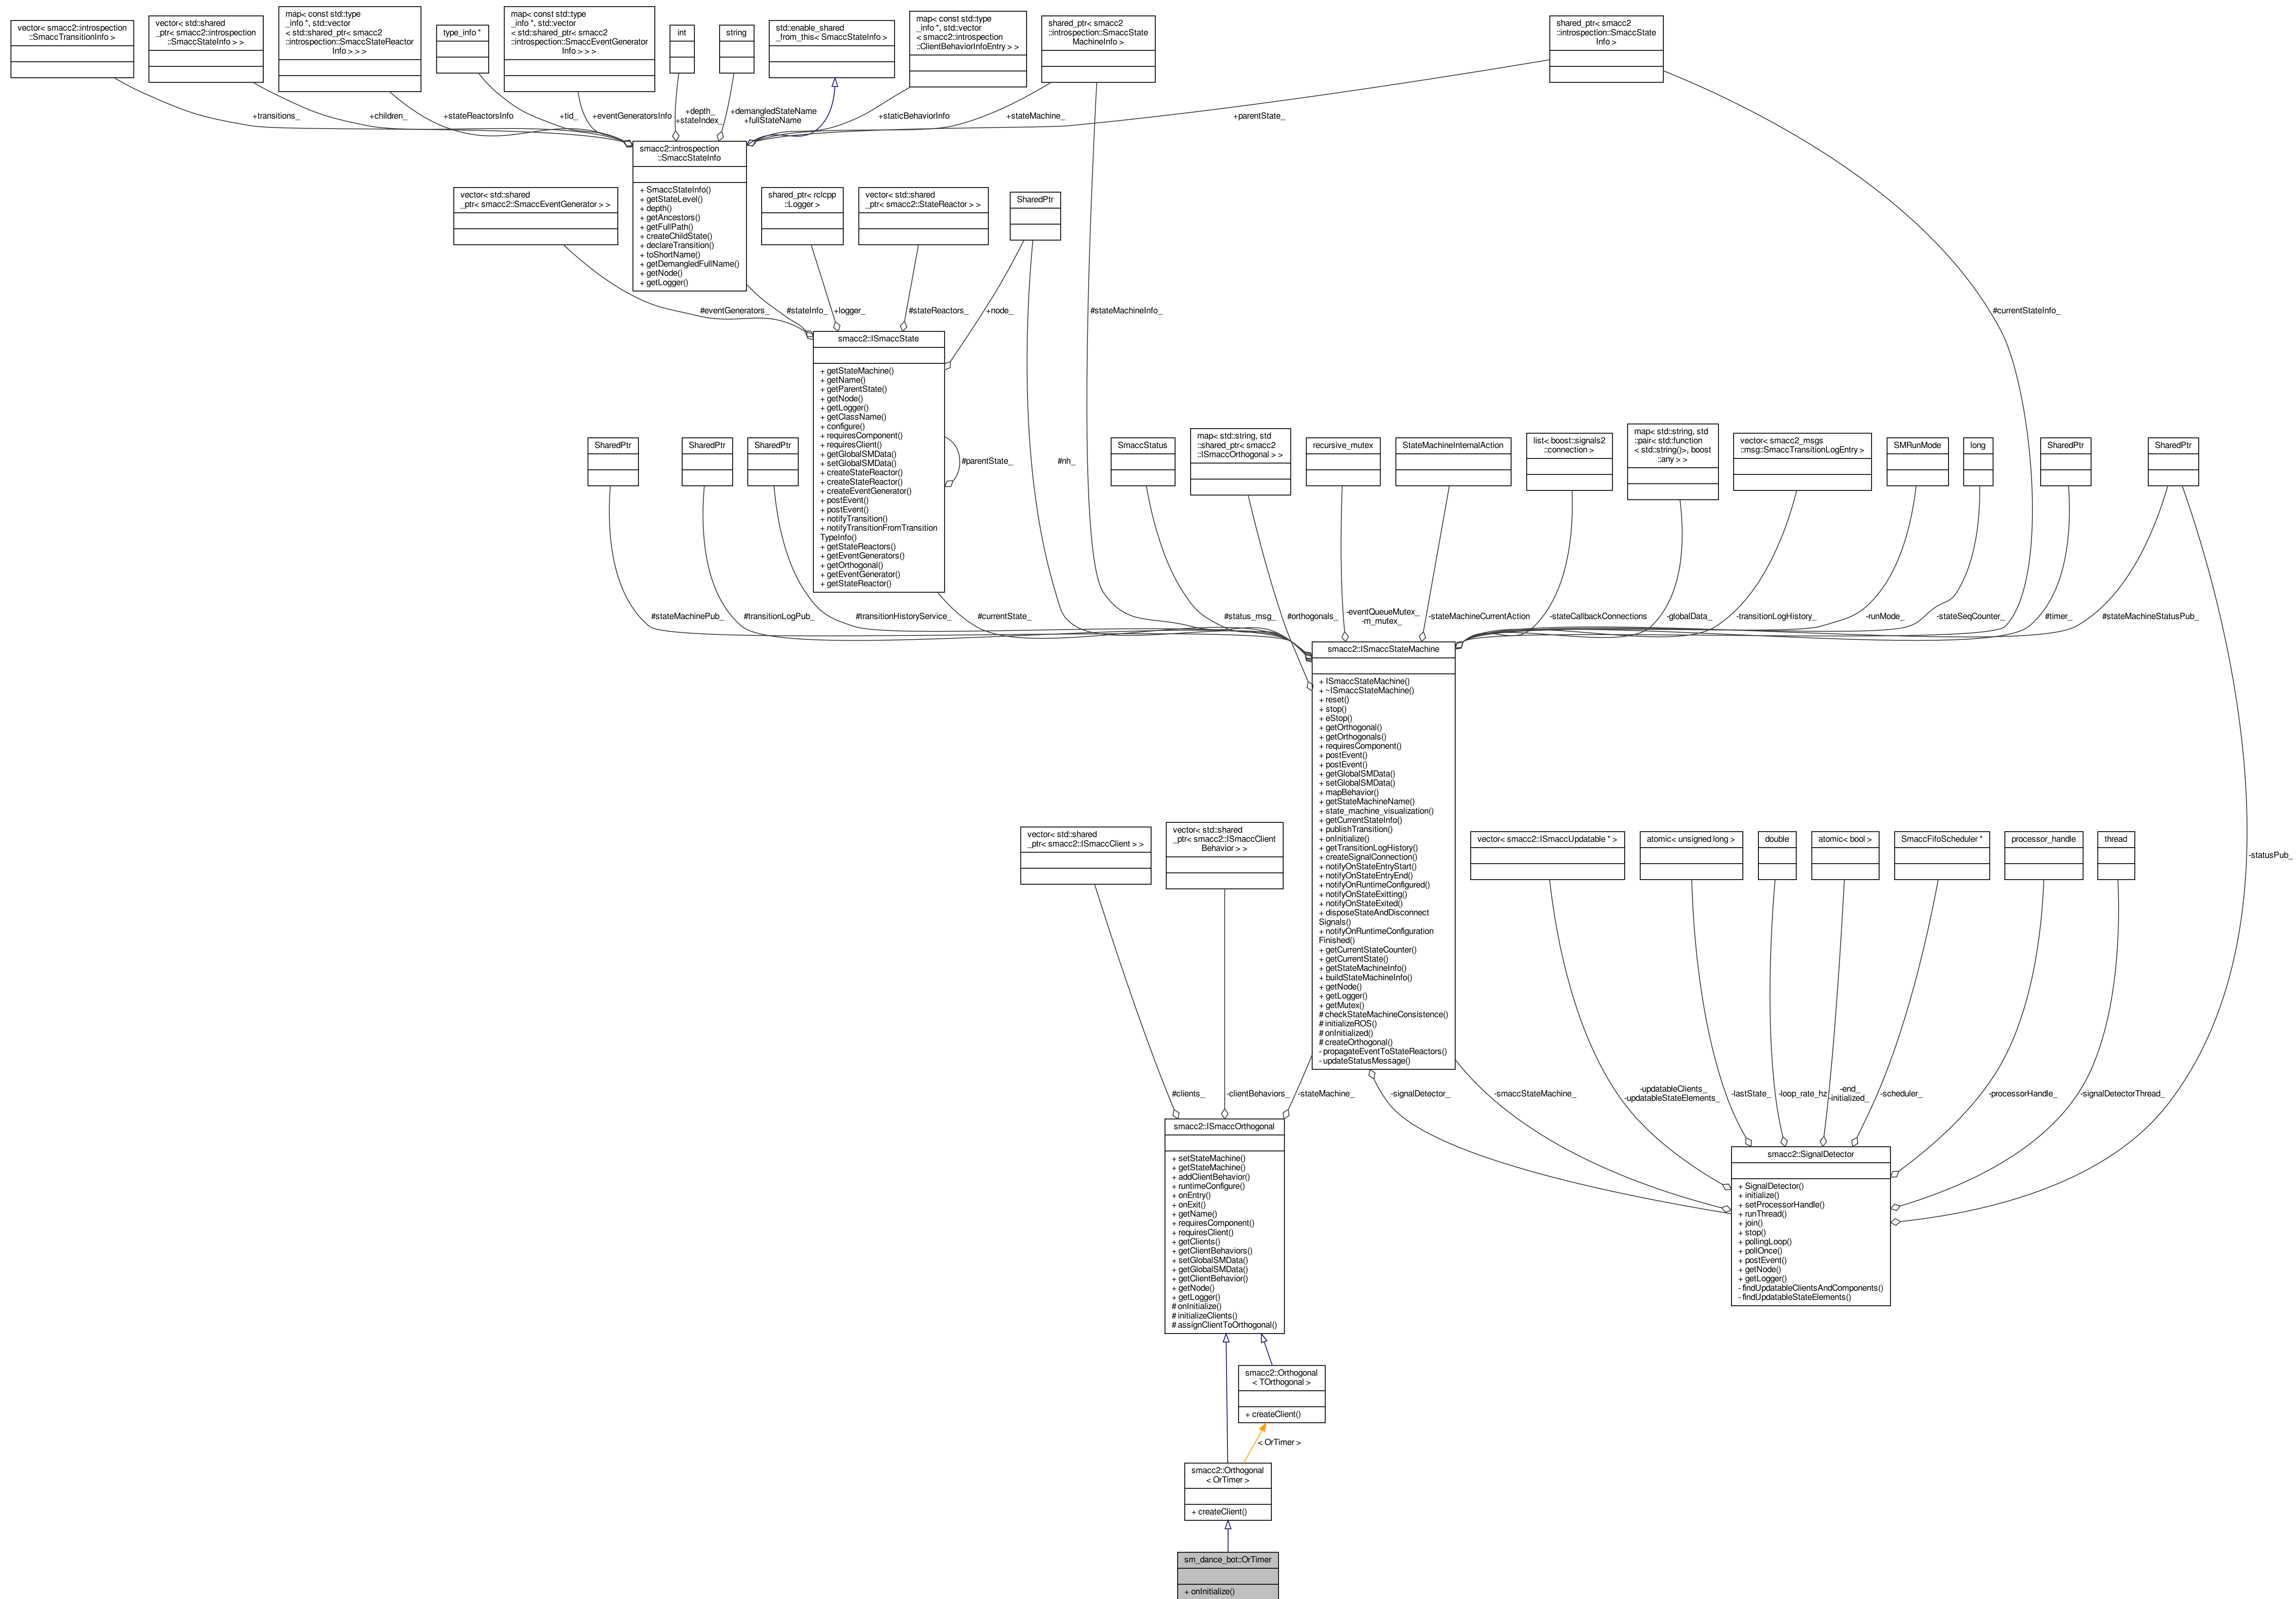 vector< smacc2::introspection
::SmaccTransitionInfo >
vector< std::shared
_ptr< smacc2::introspection
::SmaccStateInfo > >
map< const std::type
_info *, std::vector
< std::shared_ptr< smacc2
::introspection::SmaccStateReactor
Info > > >
type_info *
map< const std::type
_info *, std::vector
< std::shared_ptr< smacc2
::introspection::SmaccEventGenerator
Info > > >
int
string
std::enable_shared
_from_this< SmaccStateInfo >
map< const std::type
_info *, std::vector
< smacc2::introspection
::ClientBehaviorInfoEntry > >
shared_ptr< smacc2
::introspection::SmaccState
MachineInfo >
shared_ptr< smacc2
::introspection::SmaccState
Info >
+transitions_
+children_
+stateReactorsInfo
+tid_
+eventGeneratorsInfo
+depth_
+stateIndex_
+demangledStateName
+fullStateName
+staticBehaviorInfo
+stateMachine_
+parentState_
smacc2::introspection
::SmaccStateInfo
+ SmaccStateInfo()
+ getStateLevel()
+ depth()
+ getAncestors()
+ getFullPath()
+ createChildState()
+ declareTransition()
+ toShortName()
+ getDemangledFullName()
+ getNode()
+ getLogger()
vector< std::shared
_ptr< smacc2::SmaccEventGenerator > >
shared_ptr< rclcpp
::Logger >
vector< std::shared
_ptr< smacc2::StateReactor > >
SharedPtr
#eventGenerators_
#stateInfo_
+logger_
#stateReactors_
+node_
#stateMachineInfo_
#currentStateInfo_
smacc2::ISmaccState
+ getStateMachine()
+ getName()
+ getParentState()
+ getNode()
+ getLogger()
+ getClassName()
+ configure()
+ requiresComponent()
+ requiresClient()
+ getGlobalSMData()
+ setGlobalSMData()
+ createStateReactor()
+ createStateReactor()
+ createEventGenerator()
+ postEvent()
+ postEvent()
+ notifyTransition()
+ notifyTransitionFromTransition
TypeInfo()
+ getStateReactors()
+ getEventGenerators()
+ getOrthogonal()
+ getEventGenerator()
+ getStateReactor()
#parentState_
#nh_
SharedPtr
SharedPtr
SharedPtr
SmaccStatus
map< std::string, std
::shared_ptr< smacc2
::ISmaccOrthogonal > >
recursive_mutex
StateMachineInternalAction
list< boost::signals2
::connection >
map< std::string, std
::pair< std::function
< std::string()>, boost
::any > >
vector< smacc2_msgs
::msg::SmaccTransitionLogEntry >
SMRunMode
long
SharedPtr
SharedPtr
#stateMachinePub_
#transitionLogPub_
#transitionHistoryService_
#currentState_
#status_msg_
#orthogonals_
-eventQueueMutex_
-m_mutex_
-stateMachineCurrentAction
-stateCallbackConnections
-globalData_
-transitionLogHistory_
-runMode_
-stateSeqCounter_
#timer_
#stateMachineStatusPub_
smacc2::ISmaccStateMachine
+ ISmaccStateMachine()
+ ~ISmaccStateMachine()
+ reset()
+ stop()
+ eStop()
+ getOrthogonal()
+ getOrthogonals()
+ requiresComponent()
+ postEvent()
+ postEvent()
+ getGlobalSMData()
+ setGlobalSMData()
+ mapBehavior()
+ getStateMachineName()
+ state_machine_visualization()
+ getCurrentStateInfo()
+ publishTransition()
+ onInitialize()
+ getTransitionLogHistory()
+ createSignalConnection()
+ notifyOnStateEntryStart()
+ notifyOnStateEntryEnd()
+ notifyOnRuntimeConfigured()
+ notifyOnStateExitting()
+ notifyOnStateExited()
+ disposeStateAndDisconnect
Signals()
+ notifyOnRuntimeConfiguration
Finished()
+ getCurrentStateCounter()
+ getCurrentState()
+ getStateMachineInfo()
+ buildStateMachineInfo()
+ getNode()
+ getLogger()
+ getMutex()
# checkStateMachineConsistence()
# initializeROS()
# onInitialized()
# createOrthogonal()
- propagateEventToStateReactors()
- updateStatusMessage()
vector< std::shared
_ptr< smacc2::ISmaccClient > >
vector< std::shared
_ptr< smacc2::ISmaccClient
Behavior > >
vector< smacc2::ISmaccUpdatable * >
atomic< unsigned long >
double
atomic< bool >
SmaccFifoScheduler *
processor_handle
thread
-statusPub_
#clients_
-clientBehaviors_
-stateMachine_
-signalDetector_
-smaccStateMachine_
-updatableClients_
-updatableStateElements_
-lastState_
-loop_rate_hz
-end_
-initialized_
-scheduler_
-processorHandle_
-signalDetectorThread_
smacc2::ISmaccOrthogonal
+ setStateMachine()
+ getStateMachine()
+ addClientBehavior()
+ runtimeConfigure()
+ onEntry()
+ onExit()
+ getName()
+ requiresComponent()
+ requiresClient()
+ getClients()
+ getClientBehaviors()
+ setGlobalSMData()
+ getGlobalSMData()
+ getClientBehavior()
+ getNode()
+ getLogger()
# onInitialize()
# initializeClients()
# assignClientToOrthogonal()
smacc2::SignalDetector
+ SignalDetector()
+ initialize()
+ setProcessorHandle()
+ runThread()
+ join()
+ stop()
+ pollingLoop()
+ pollOnce()
+ postEvent()
+ getNode()
+ getLogger()
- findUpdatableClientsAndComponents()
- findUpdatableStateElements()
smacc2::Orthogonal
< TOrthogonal >
+ createClient()
< OrTimer >
smacc2::Orthogonal
< OrTimer >
+ createClient()
sm_dance_bot::OrTimer
+ onInitialize()